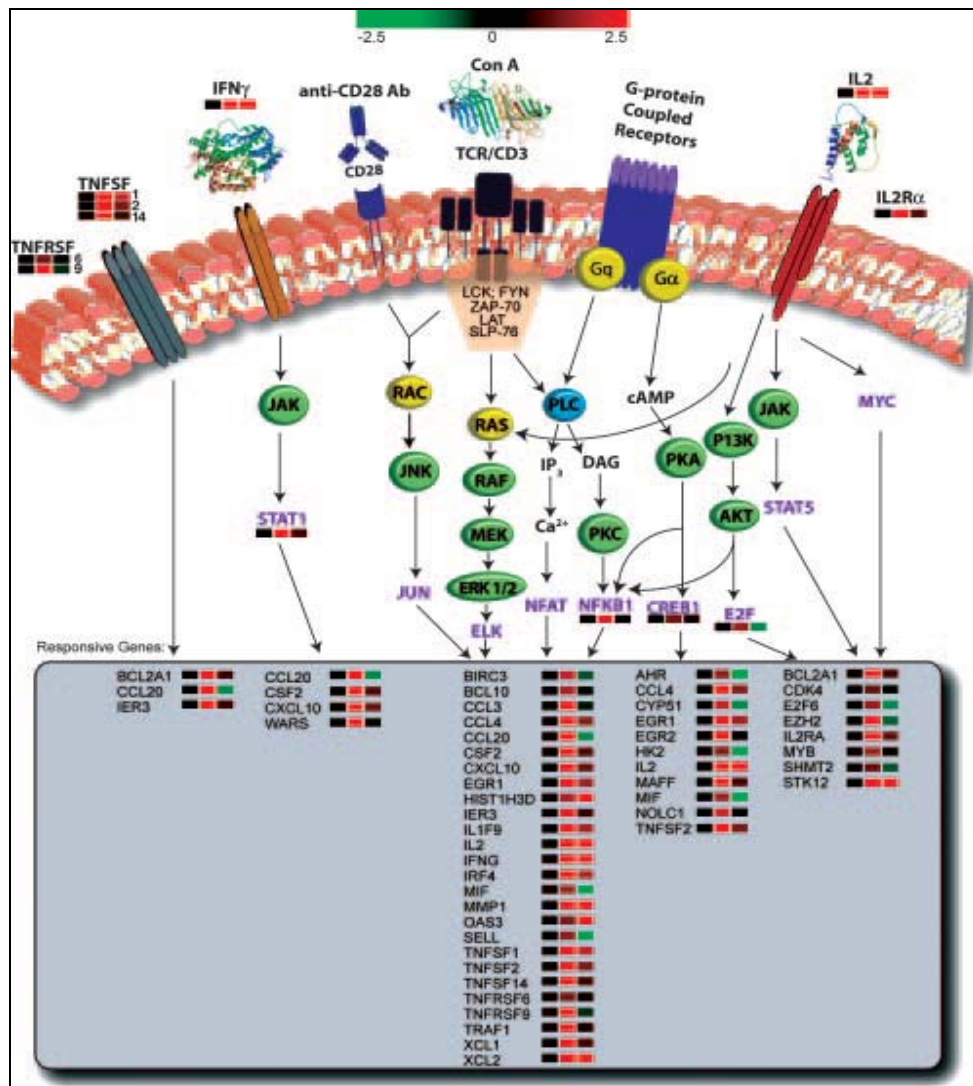 -2.5 0 2.5
Con A
IL2
IFNγ
anti-CD28 Ab
G-protein
Coupled
Receptors
CD28
TCR/CD3
TNFSF
1
2
14
IL2Rα
TNFRSF
6
9
Gq
Gα
LCK; FYN
ZAP-70
LAT
SLP-76
JAK
RAC
RAS
PLC
cAMP
JAK
MYC
P13K
PKA
JNK
RAF
IP3
DAG
STAT1
MEK
Ca2+
PKC
AKT
STAT5
JUN
ERK 1/2
NFAT
NFKB1
CREB1
E2F
ELK
Responsive Genes:
BCL2A1
CCL20
IER3
CCL20
CSF2
CXCL10
WARS
BIRC3
BCL10
CCL3
CCL4
CCL20
CSF2
CXCL10
EGR1
HIST1H3D
IER3
IL1F9
IL2
IFNG
IRF4
MIF
MMP1
OAS3
SELL
TNFSF1
TNFSF2
TNFSF14
TNFRSF6
TNFRSF9
TRAF1
XCL1
XCL2
AHR
CCL4
CYP51
EGR1
EGR2
HK2
IL2
MAFF
MIF
NOLC1
TNFSF2
BCL2A1
CDK4
E2F6
EZH2
IL2RA
MYB
SHMT2
STK12